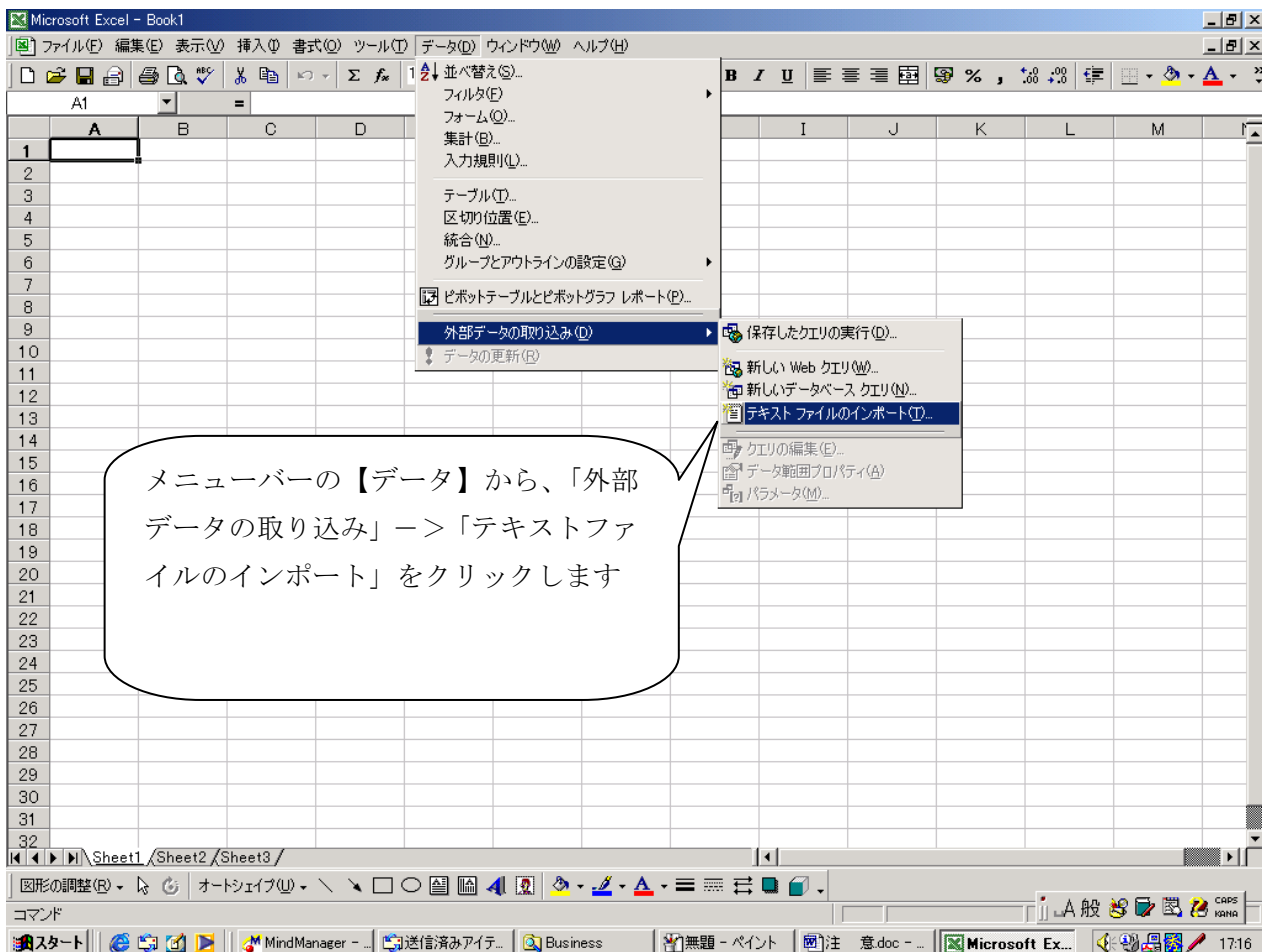 Microsoft Excel - Book1
ファイル(F) 編集(E) 表示(V) 挿入(I) 書式(O) ツール(T) データ(D) ウィンドウ(W) ヘルプ(H)
A1 =
A B C D I J K L M
並べ替え(S)...
フィルタ(F)
フォーム(O)...
集計(B)...
入力規則(L)...
テーブル(T)...
区切り位置(E)...
統合(N)...
グループとアウトラインの設定(G)
ピボットテーブルとピボットグラフ レポート(P)...
外部データの取り込み(D)
データの更新(R)
保存したクエリの実行(D)...
新しい Web クエリ(W)...
新しいデータベース クエリ(N)...
テキスト ファイルのインポート(T)...
クエリの編集(E)...
データ範囲プロパティ(A)
パラメータ(M)...
メニューバーの【データ】から、「外部
データの取り込み」－＞「テキストファ
イルのインポート」をクリックします
1
2
3
4
5
6
7
8
9
10
11
12
13
14
15
16
17
18
19
20
21
22
23
24
25
26
27
28
29
30
31
32
Sheet1 Sheet2 Sheet3
図形の調整(R) オートシェイプ(U)
コマンド
A 般 CAPS KANA
スタート MindManager - ... 送信済みアイテ... Business 無題 - ペイント 注 意.doc - ... Microsoft Ex... 17:16